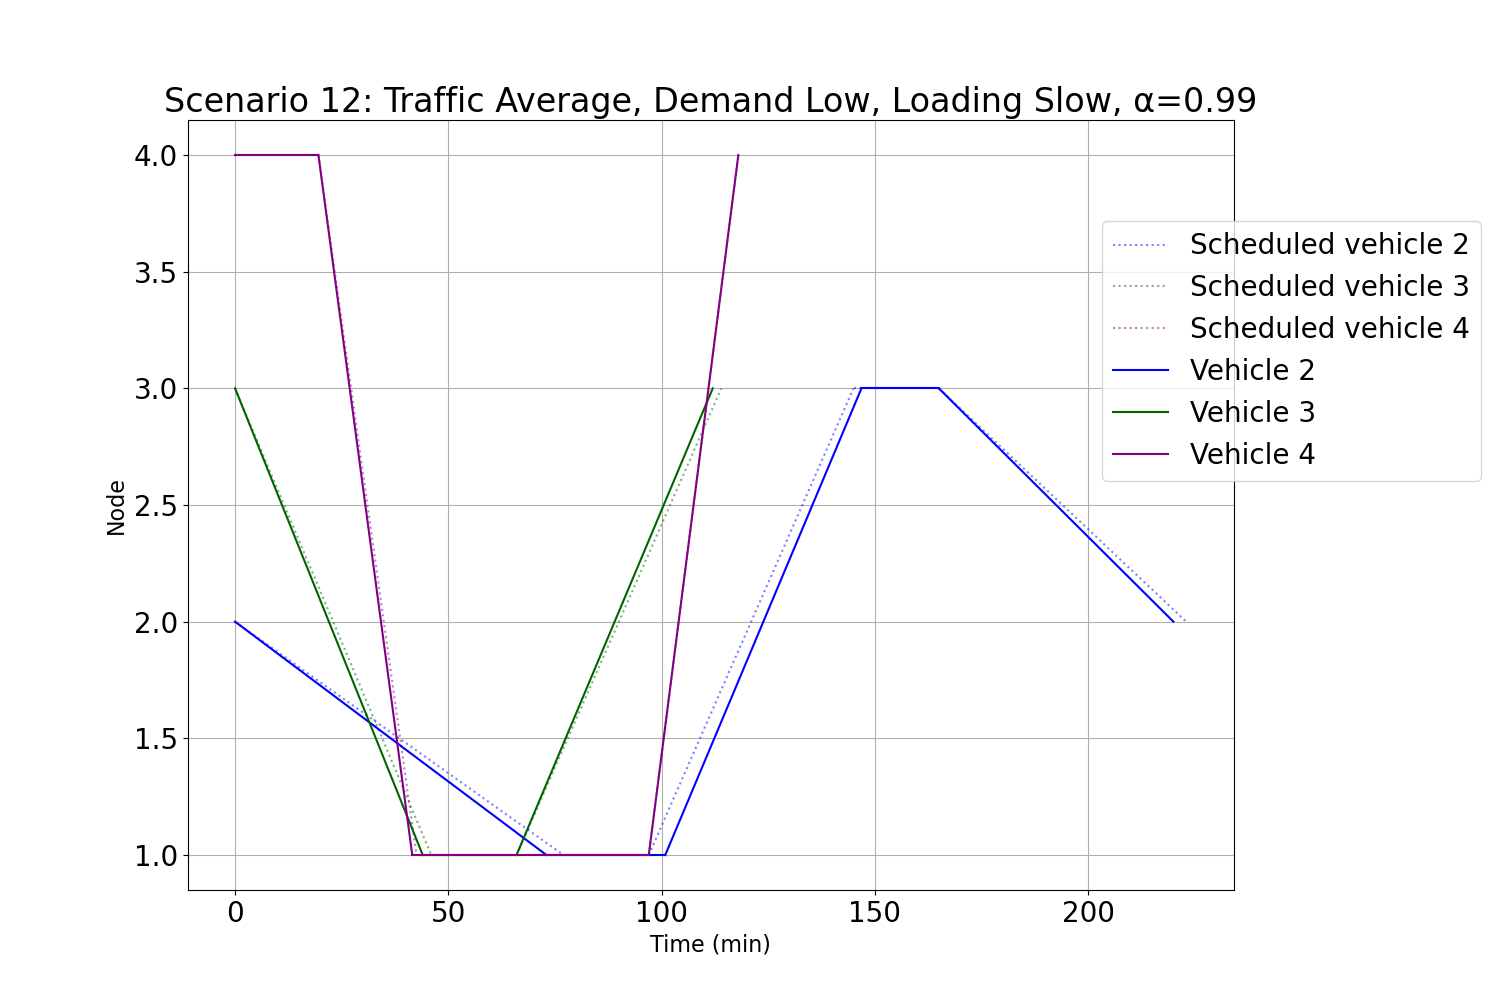 Scenario 12: Traffic Average, Demand Low, Loading Slow, α=0.99
4.0
3.5
3.0
2.5
2.0
1.5
1.0
Node
0 50 100 150 200
Time (min)
Scheduled vehicle 2
Scheduled vehicle 3
Scheduled vehicle 4
Vehicle 2
Vehicle 3
Vehicle 4